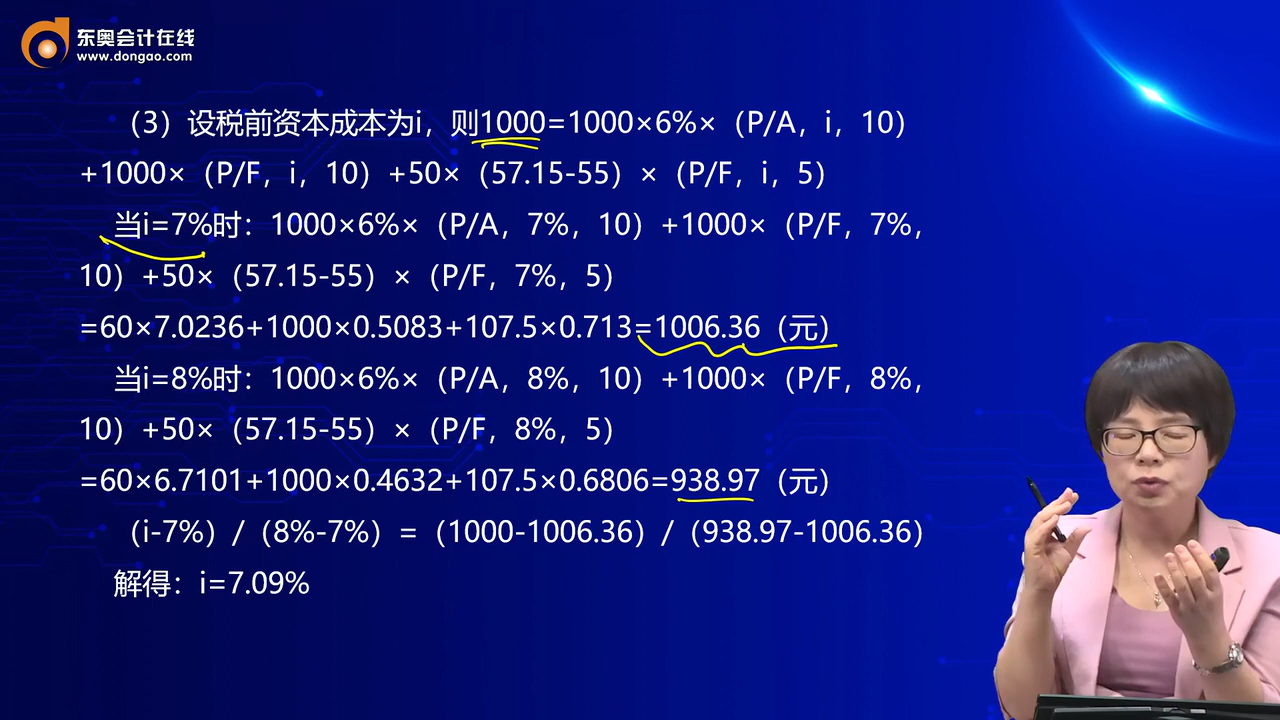 东奥会计在线
www.dongao.com
（3）设税前资本成本为i，则1000=1000×6%×（P/A，i，10）
+1000×（P/F，i，10）+50×（57.15-55）×（P/F，i，5）
当i=7%时：1000×6%×（P/A，7%，10）+1000×（P/F，7%，
10）+50×（57.15-55）×（P/F，7%，5）
=60×7.0236+1000×0.5083+107.5×0.713=1006.36（元）
当i=8%时：1000×6%×（P/A，8%，10）+1000×（P/F，8%，
10）+50×（57.15-55）×（P/F，8%，5）
=60×6.7101+1000×0.4632+107.5×0.6806=938.97（元）
（i-7%）/（8%-7%）=（1000-1006.36）/（938.97-1006.36）
解得：i=7.09%